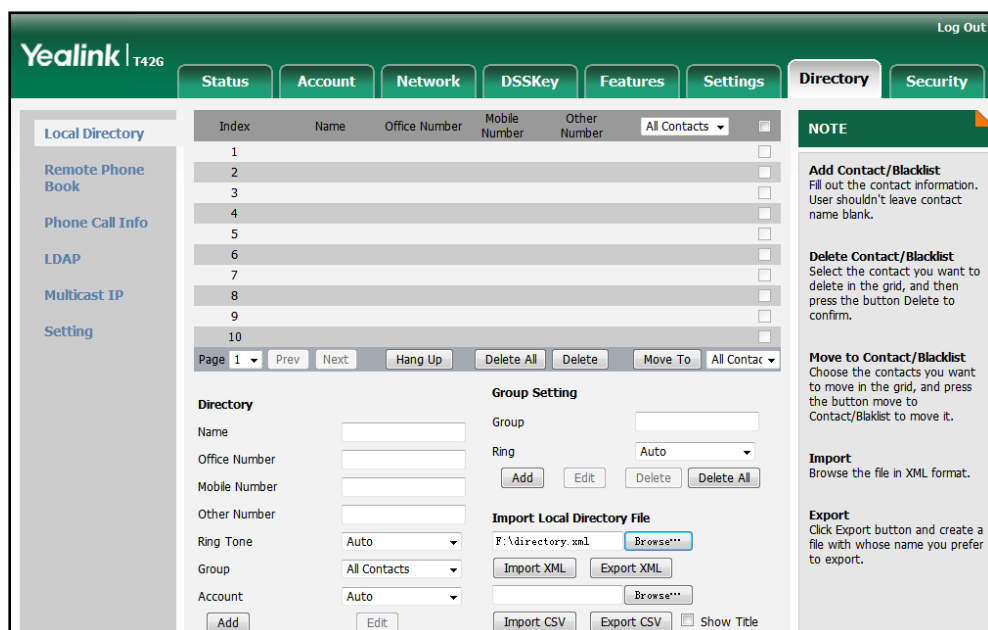 Log Out
Yealink T42G
Status Account Network DSSKey Features Settings Directory Security
Local Directory
Remote Phone
Book
Phone Call Info
LDAP
Multicast IP
Setting
Index Name Office Number Mobile Number Other Number All Contacts
1
2
3
4
5
6
7
8
9
10
Page 1 Prev Next Hang Up Delete All Delete Move To All Contac
Directory
Name
Office Number
Mobile Number
Other Number
Ring Tone Auto
Group All Contacts
Account Auto
Add Edit
Group Setting
Group
Ring Auto
Add Edit Delete Delete All
Import Local Directory File
F:\directory.xml Browse...
Import XML Export XML
Browse...
Import CSV Export CSV Show Title
NOTE
Add Contact/Blacklist
Fill out the contact information.
User shouldn't leave contact
name blank.
Delete Contact/Blacklist
Select the contact you want to
delete in the grid, and then
press the button Delete to
confirm.
Move to Contact/Blacklist
Choose the contacts you want
to move in the grid, and press
the button move to
Contact/Blaklist to move it.
Import
Browse the file in XML format.
Export
Click Export button and create a
file with whose name you prefer
to export.